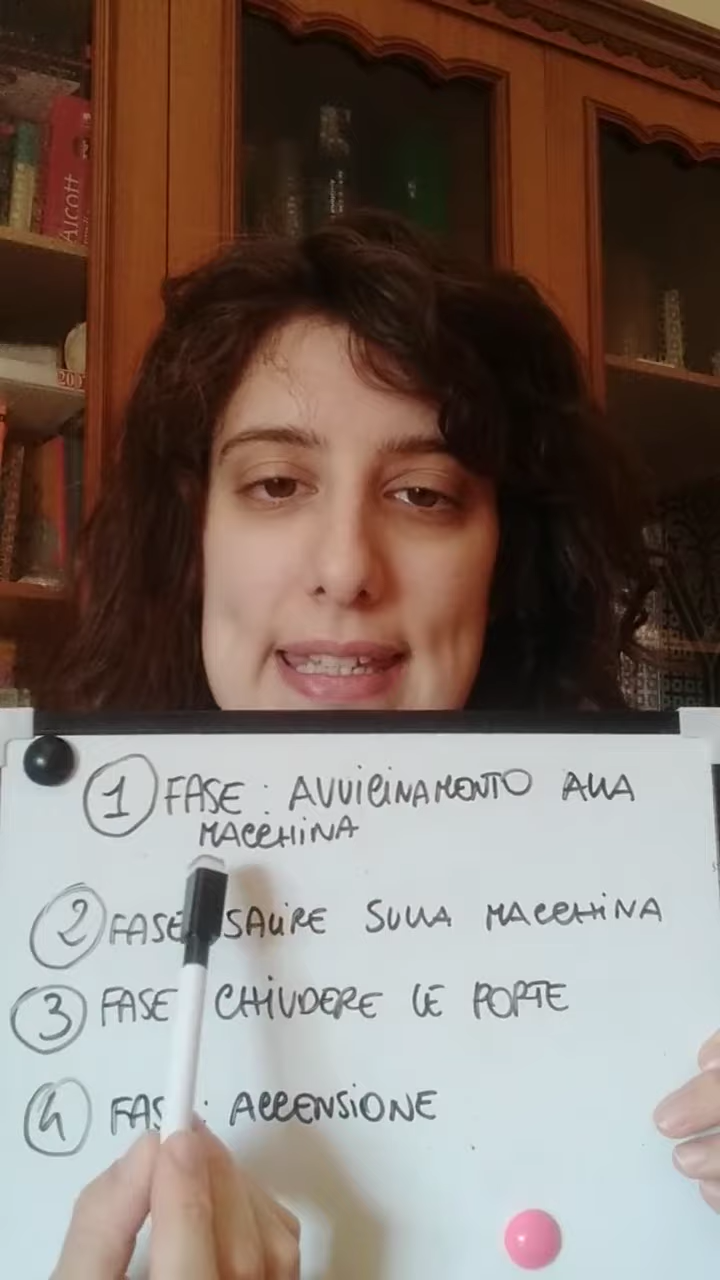 Alcott
200
1 FASE: AVVICINAMENTO ALLA
MACCHINA
2 FASE SALIRE SULLA MACCHINA
3 FASE CHIUDERE LE PORTE
4 FAS : ACCENSIONE